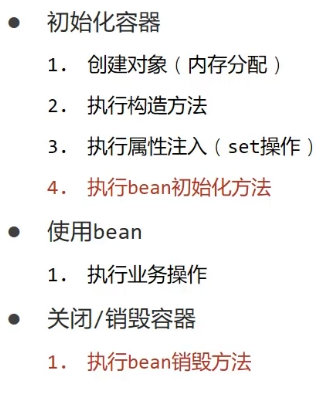 ● 初始化容器
1. 创建对象（内存分配）
2. 执行构造方法
3. 执行属性注入（set操作）
4. 执行bean初始化方法
● 使用bean
1. 执行业务操作
● 关闭/销毁容器
1. 执行bean销毁方法